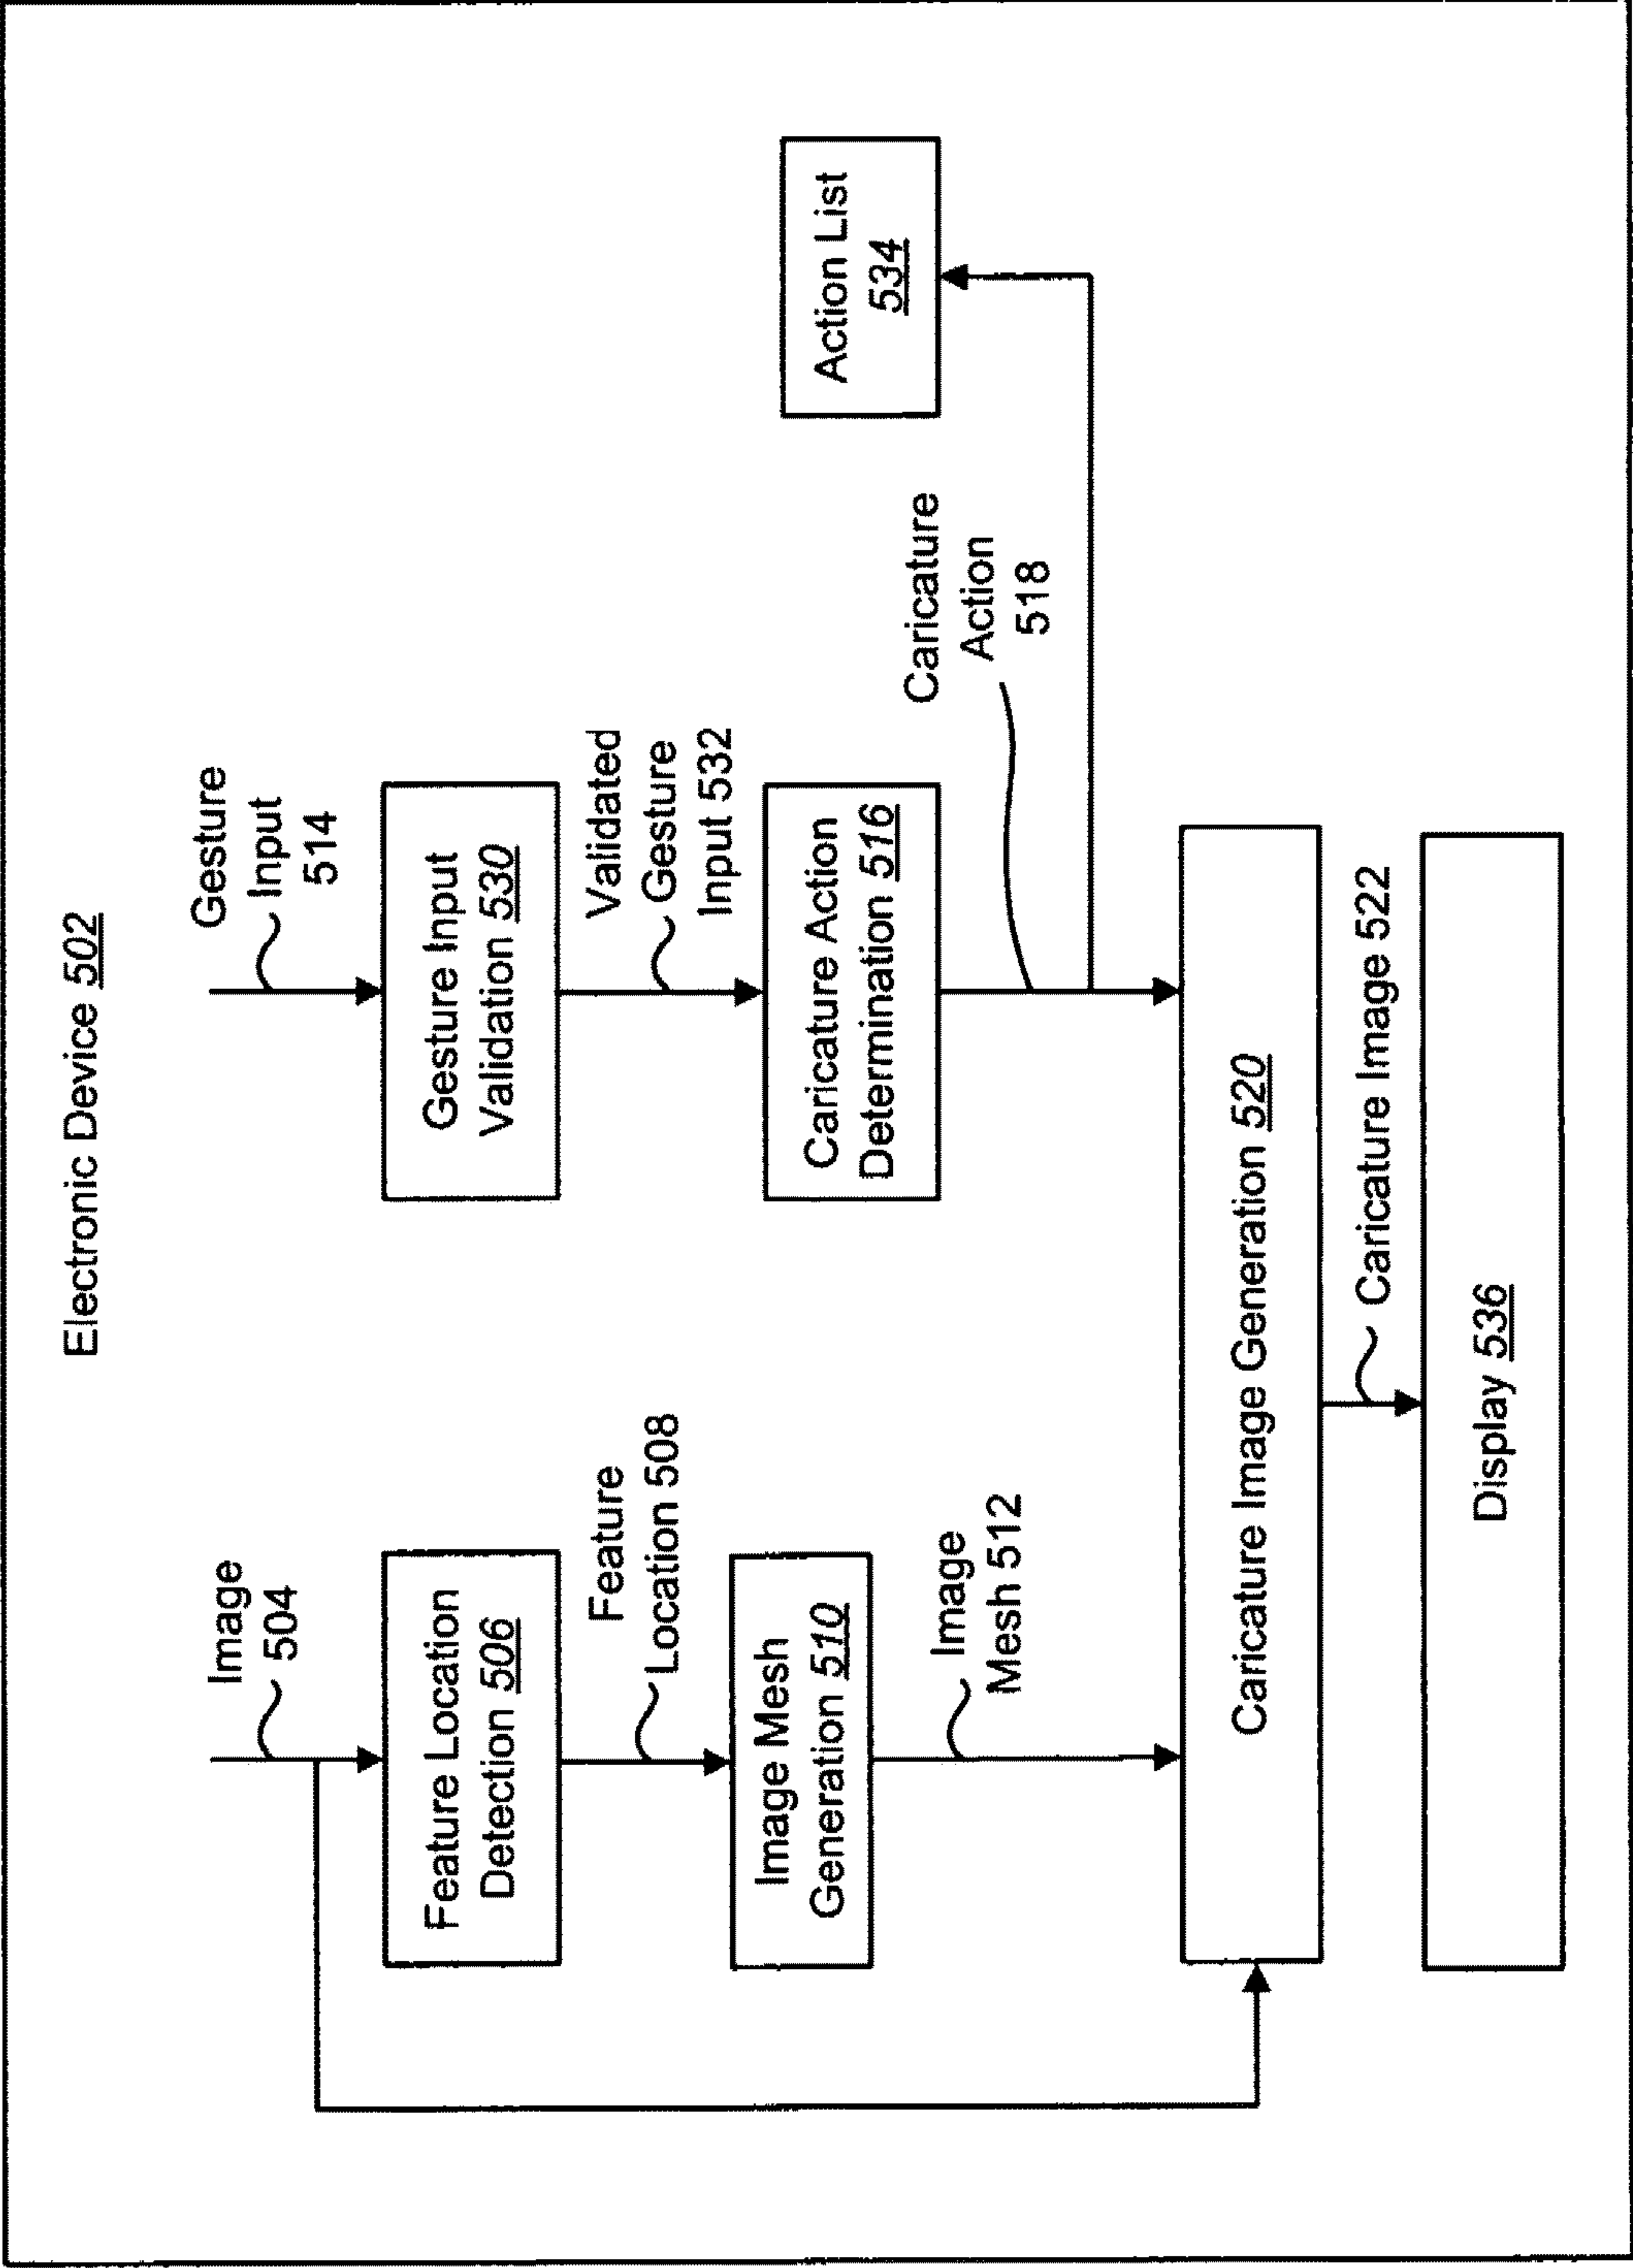 Electronic Device 502
Image
504
Gesture
Input
514
Feature Location
Detection 506
Gesture Input
Validation 530
Feature
Location 508
Validated
Gesture
Input 532
Image Mesh
Generation 510
Caricature Action
Determination 516
Action List
534
Image
Mesh 512
Caricature
Action
518
Caricature Image Generation 520
Caricature Image 522
Display 536